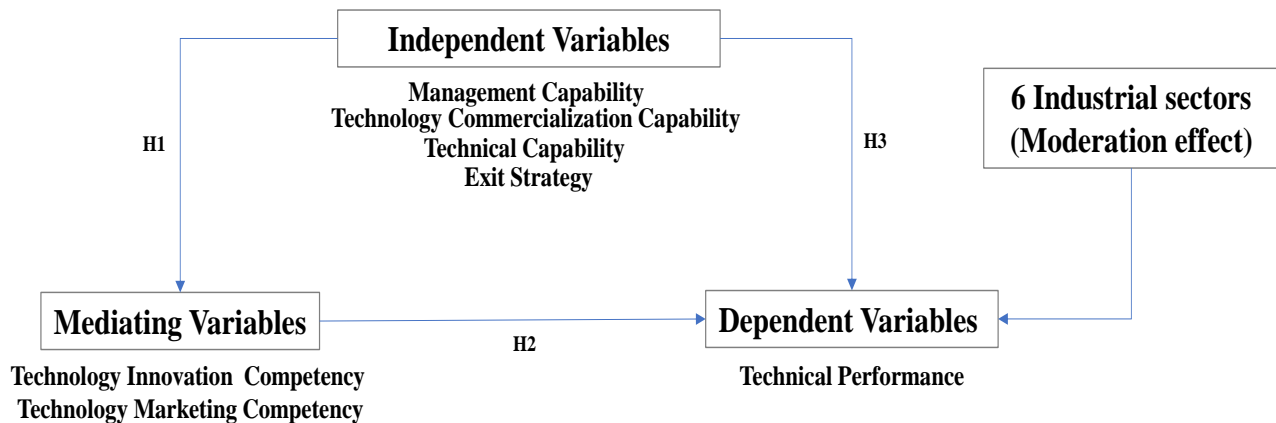 Independent Variables
Management Capability
Technology Commercialization Capability
Technical Capability
Exit Strategy
6 Industrial sectors
(Moderation effect)
H1
H3
Mediating Variables
H2
Dependent Variables
Technology Innovation Competency
Technology Marketing Competency
Technical Performance